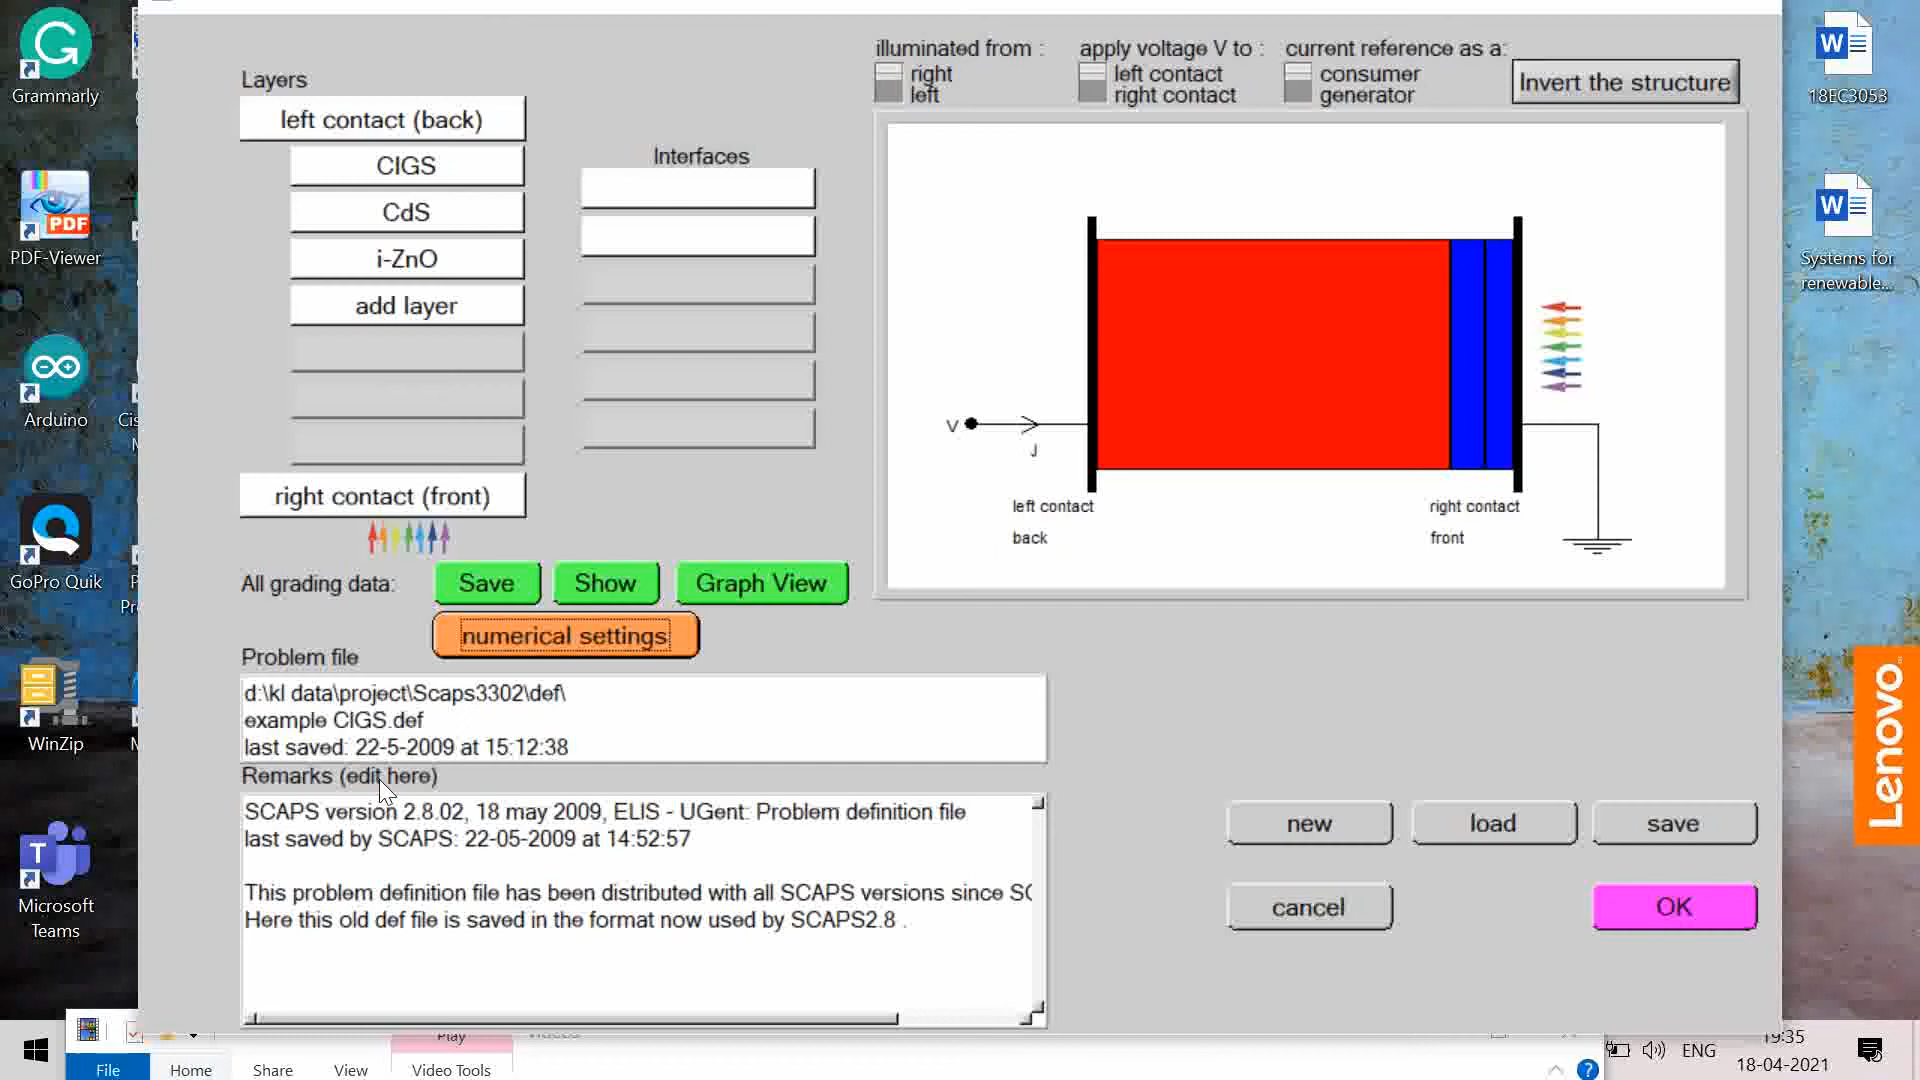 Grammarly
PDF
PDF-Viewer
Arduino
GoPro Quik
WinZip
T
Microsoft
Teams
Layers
left contact (back)
CIGS
CdS
i-ZnO
add layer
right contact (front)
Interfaces
illuminated from :
right
left
apply voltage V to :
left contact
right contact
current reference as a:
consumer
generator
Invert the structure
V
J
left contact
back
right contact
front
All grading data:
Save
Show
Graph View
numerical settings
Problem file
d:\kl data\project\Scaps3302\def\
example CIGS.def
last saved: 22-5-2009 at 15:12:38
Remarks (edit here)
SCAPS version 2.8.02, 18 may 2009, ELIS - UGent: Problem definition file
last saved by SCAPS: 22-05-2009 at 14:52:57
This problem definition file has been distributed with all SCAPS versions since SC
Here this old def file is saved in the format now used by SCAPS2.8 .
new
load
save
cancel
OK
W
18EC3053
W
Systems for
renewable...
Lenovo
Play
File
Home
Share
View
Video Tools
?
ENG
19:35
18-04-2021